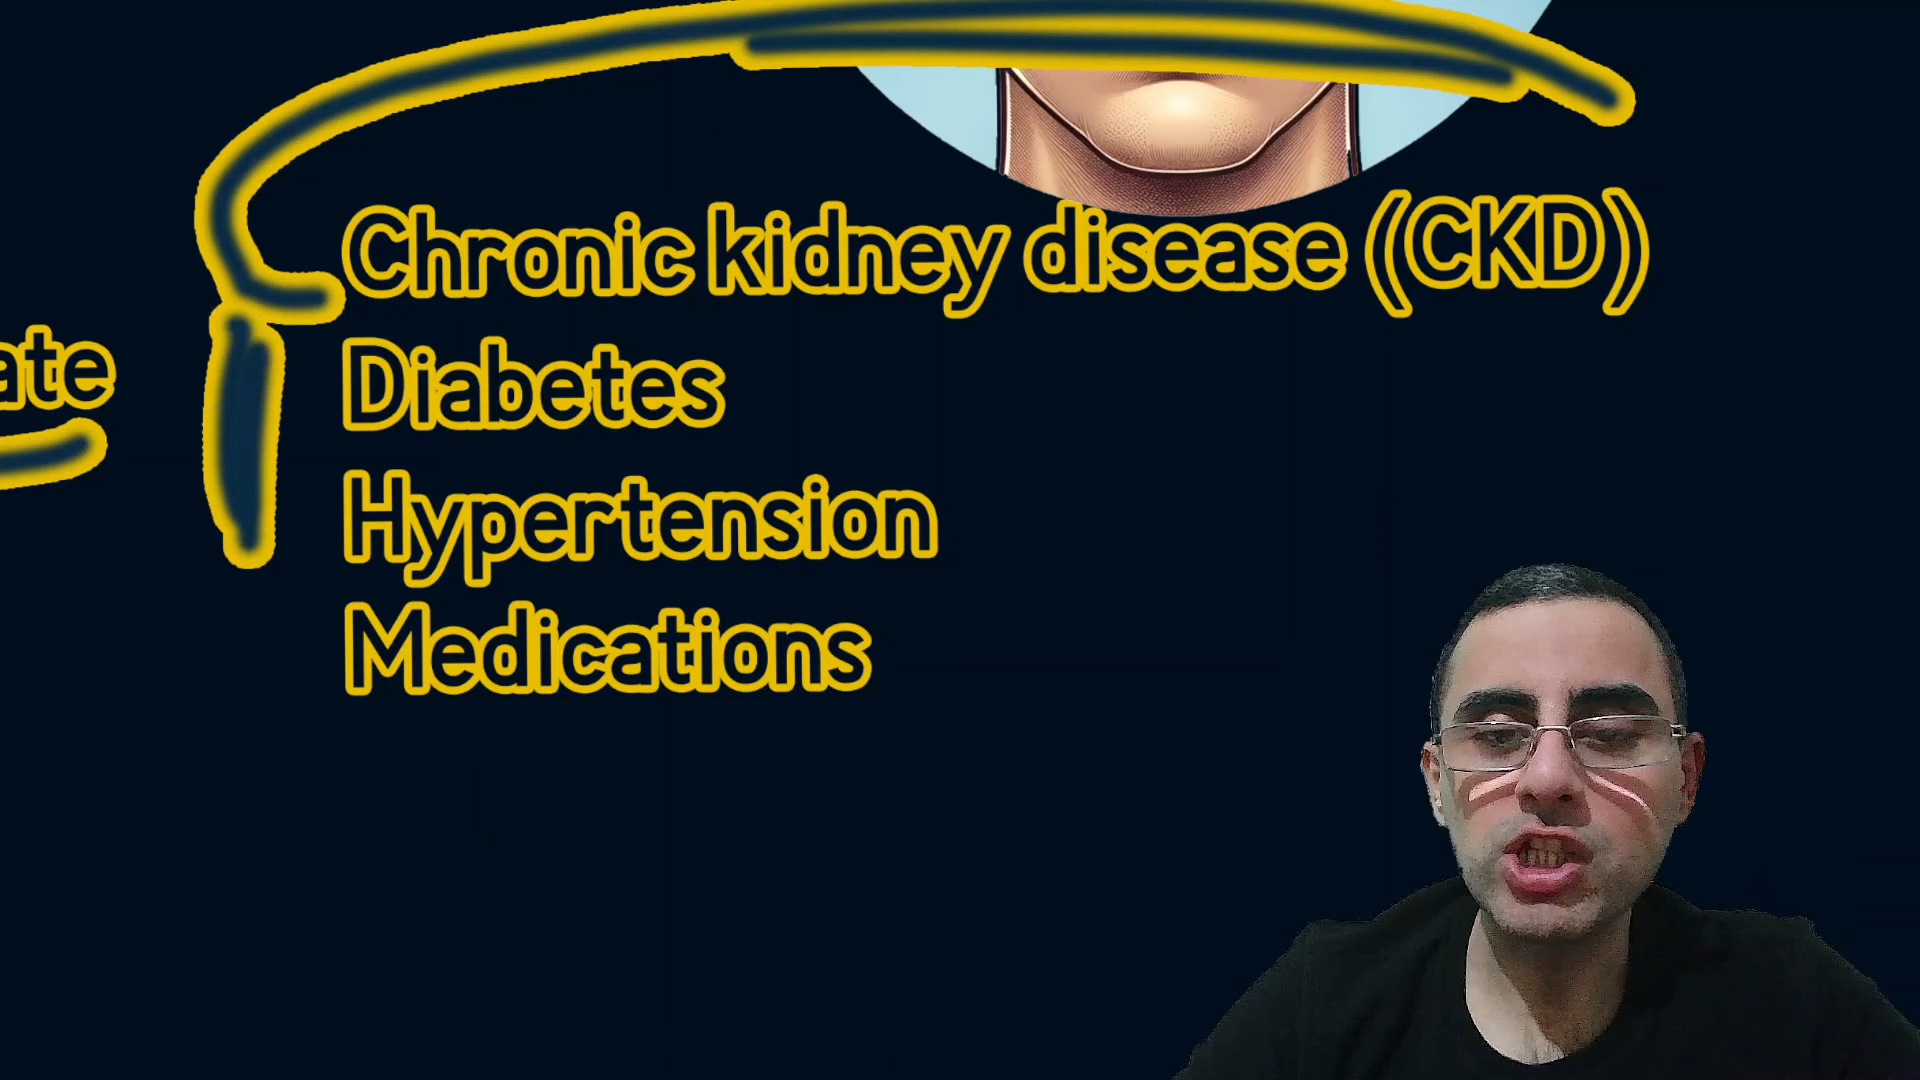 Chronic kidney disease (CKD)
Diabetes
Hypertension
Medications